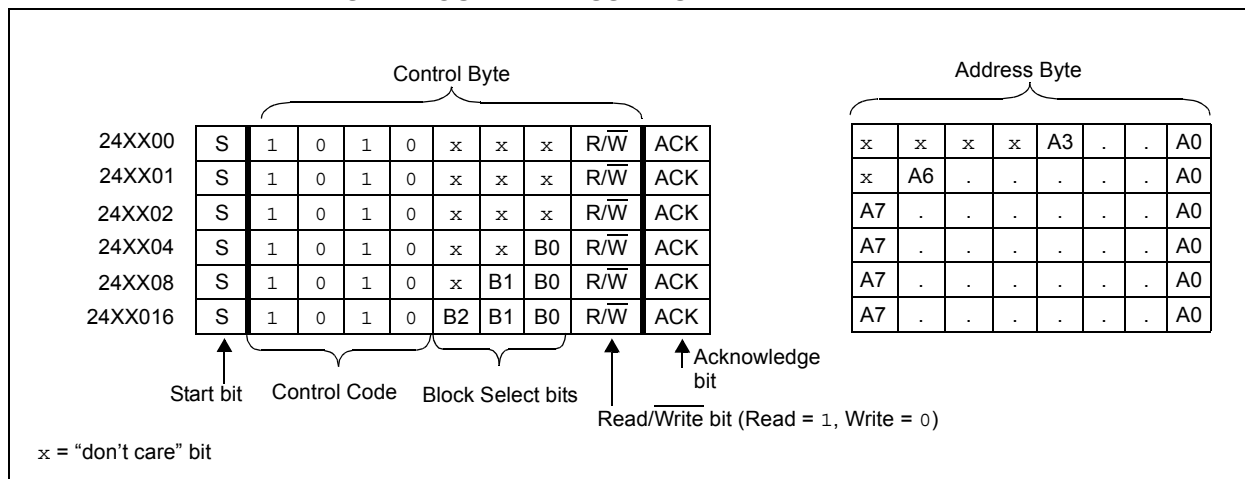 Control Byte Address Byte
24XX00 S 1 0 1 0 x x x R/W̅ ACK x x x x A3 . . A0
24XX01 S 1 0 1 0 x x x R/W̅ ACK x A6 . . . . . A0
24XX02 S 1 0 1 0 x x x R/W̅ ACK A7 . . . . . . A0
24XX04 S 1 0 1 0 x x B0 R/W̅ ACK A7 . . . . . . A0
24XX08 S 1 0 1 0 x B1 B0 R/W̅ ACK A7 . . . . . . A0
24XX016 S 1 0 1 0 B2 B1 B0 R/W̅ ACK A7 . . . . . . A0
Start bit Control Code Block Select bits Acknowledge
bit
Read/W̅r̅i̅t̅e̅ bit (Read = 1, Write = 0)
x = “don’t care” bit